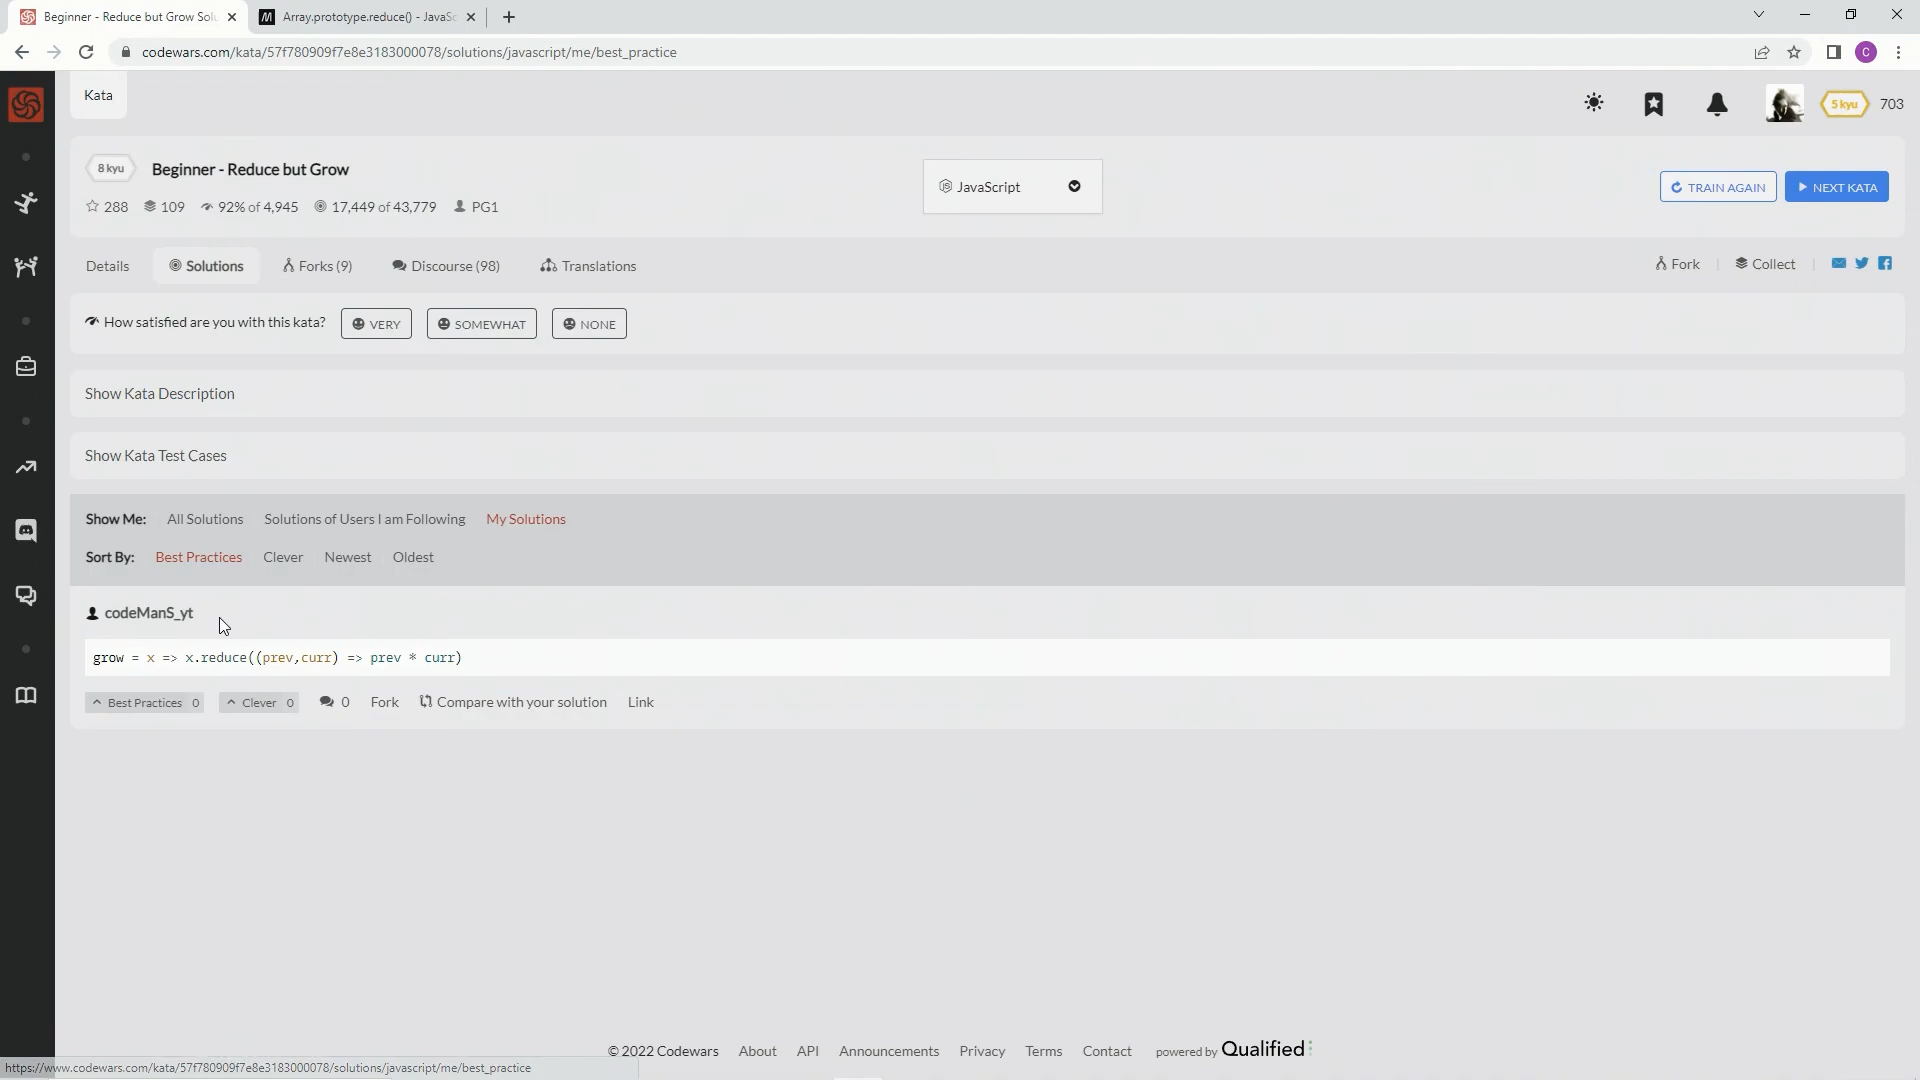 Beginner - Reduce but Grow Solu
Array.prototype.reduce() - JavaSc
codewars.com/kata/57f780909f7e8e3183000078/solutions/javascript/me/best_practice
C
Kata
5 kyu
703
8 kyu
Beginner - Reduce but Grow
JavaScript
TRAIN AGAIN
NEXT KATA
288 109 92% of 4,945 17,449 of 43,779 PG1
Details Solutions Forks (9) Discourse (98) Translations
Fork | Collect |
How satisfied are you with this kata? VERY SOMEWHAT NONE
Show Kata Description
Show Kata Test Cases
Show Me: All Solutions Solutions of Users I am Following My Solutions
Sort By: Best Practices Clever Newest Oldest
codeManS_yt
grow = x => x.reduce((prev,curr) => prev * curr)
Best Practices 0 Clever 0 0 Fork Compare with your solution Link
© 2022 Codewars About API Announcements Privacy Terms Contact powered by Qualified
https://www.codewars.com/kata/57f780909f7e8e3183000078/solutions/javascript/me/best_practice